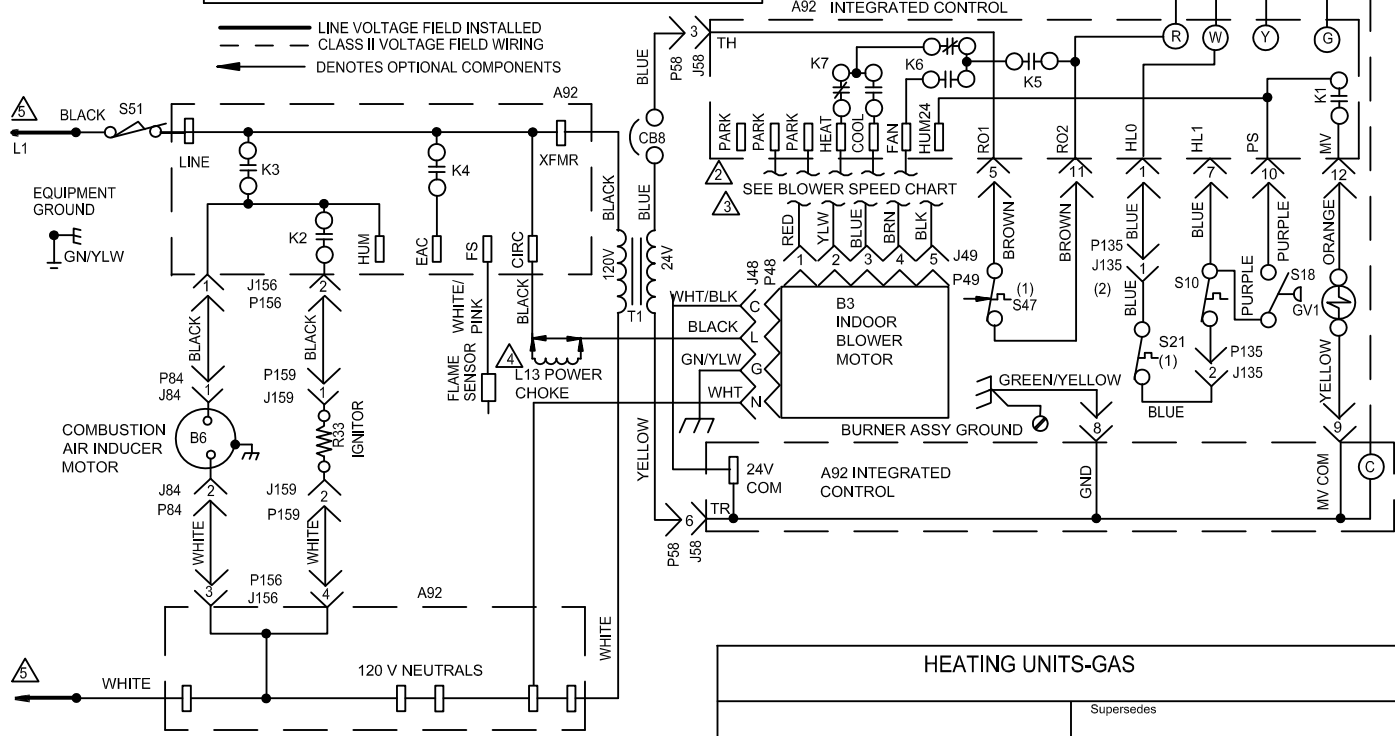 A92 INTEGRATED CONTROL
LINE VOLTAGE FIELD INSTALLED
CLASS II VOLTAGE FIELD WIRING
DENOTES OPTIONAL COMPONENTS
R W Y G
3 TH
P58 J58
BLUE
K7 K6 K5 K1
CB8
PARK PARK PARK HEAT COOL FAN HUM24
RO1 RO2 HL0 HL1 PS MV
5 11 1 7 10 12
2
3
SEE BLOWER SPEED CHART
5
L1
BLACK S51
A92
LINE K3 K4 XFMR
EQUIPMENT
GROUND
GN/YLW
K2 HUM EAC FS CIRC
BLACK BLUE
120V 24V
T1
RED YLW BLUE BRN BLK
1 2 3 4 5 J49
P49
J48 P48
BROWN BROWN
BLUE
P135
1 J135
(2)
BLUE
BLUE
S10
PURPLE
PURPLE
S18
ORANGE
GV1
(1)
S47
S21
(1)
P135
2 J135
BLUE
YELLOW
1 J156 2
P156
BLACK BLACK
WHITE/
PINK
FLAME
SENSOR
BLACK
4
L13 POWER
CHOKE
WHT/BLK C
BLACK L
GN/YLW G
WHT N
B3
INDOOR
BLOWER
MOTOR
P84
J84 1
P159
J159 1
COMBUSTION
AIR INDUCER
MOTOR
B6
R33
IGNITOR
J84 2
P84
J159 2
P159
WHITE WHITE
GREEN/YELLOW
BURNER ASSY GROUND
8 9
YELLOW
24V
COM
A92 INTEGRATED
CONTROL
GND
MV COM
C
6 TR
P58 J58
3 P156 4
J156
A92
WHITE
5
WHITE
120 V NEUTRALS
HEATING UNITS-GAS
Supersedes